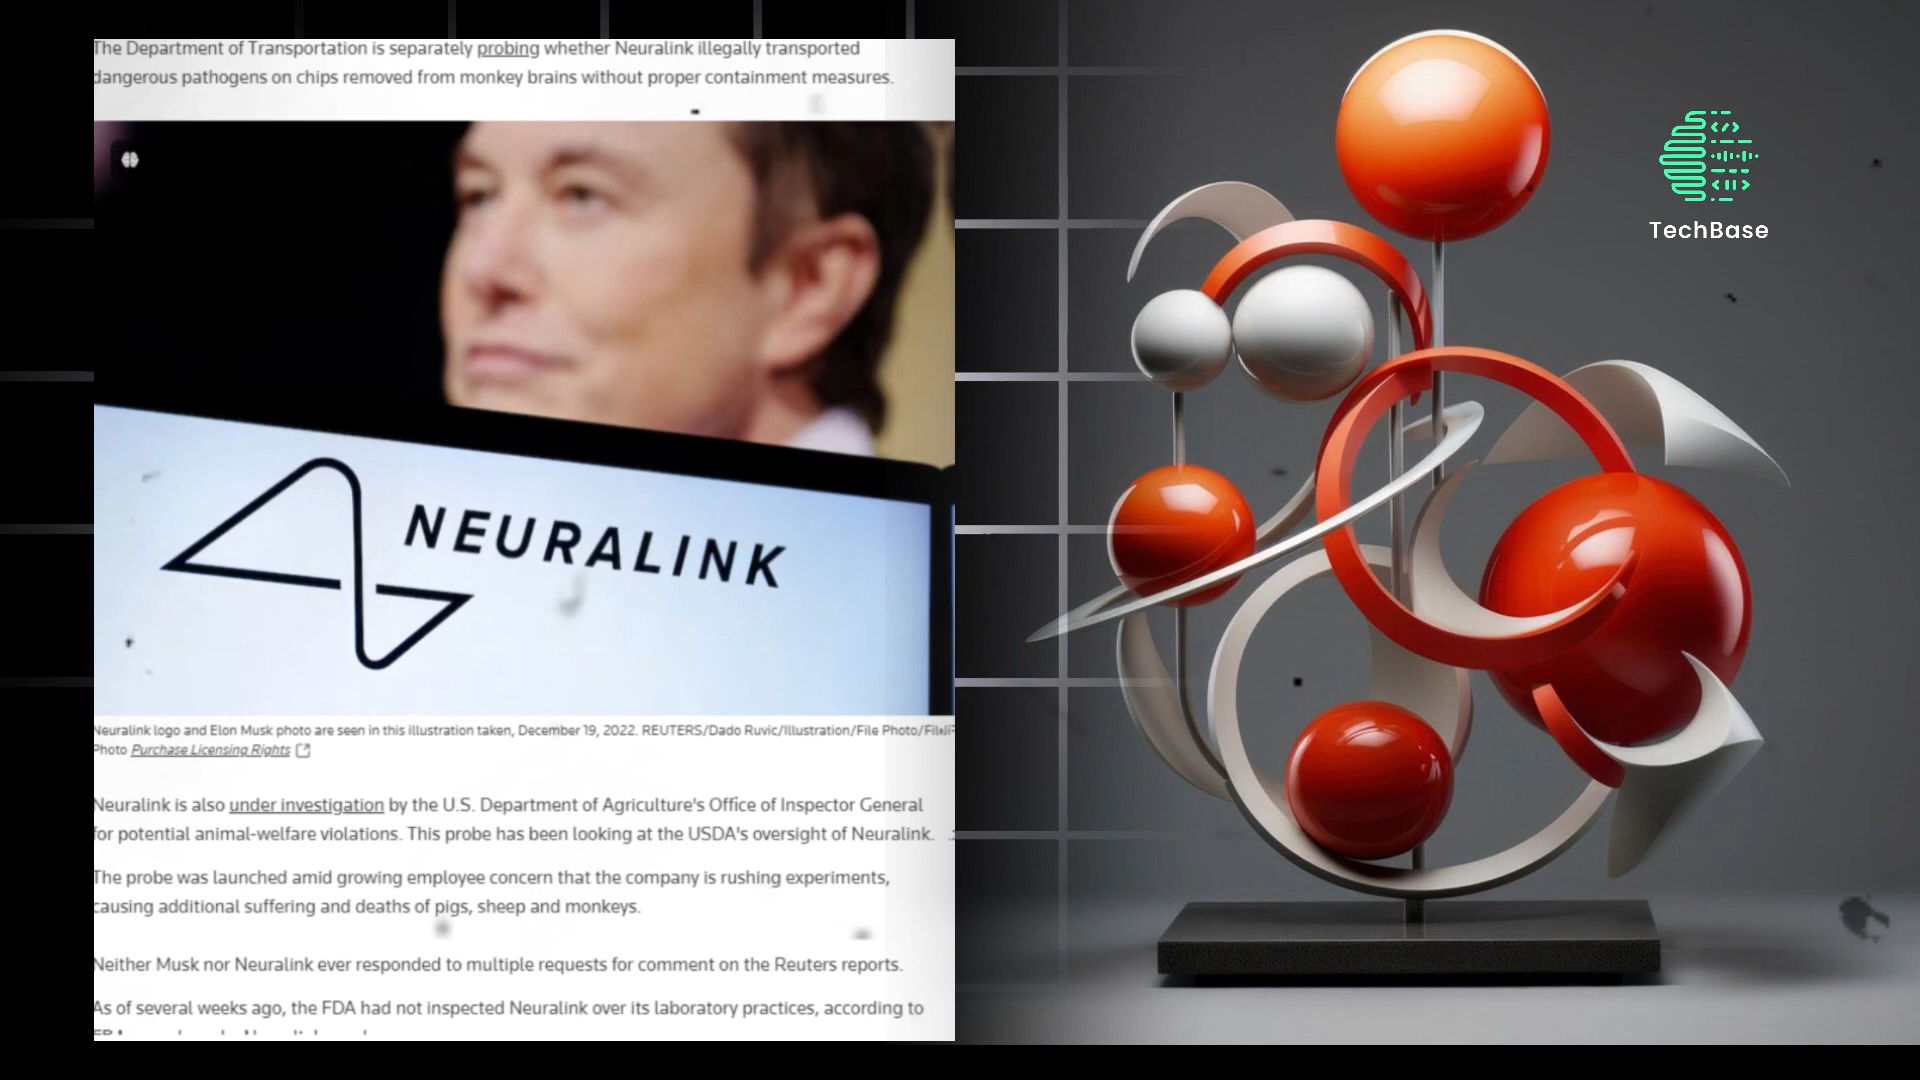 The Department of Transportation is separately probing whether Neuralink illegally transported
dangerous pathogens on chips removed from monkey brains without proper containment measures.
NEURALINK
Neuralink logo and Elon Musk photo are seen in this illustration taken, December 19, 2022. REUTERS/Dado Ruvic/Illustration/File Photo/File
Photo Purchase Licensing Rights
Neuralink is also under investigation by the U.S. Department of Agriculture's Office of Inspector General
for potential animal-welfare violations. This probe has been looking at the USDA's oversight of Neuralink.
The probe was launched amid growing employee concern that the company is rushing experiments,
causing additional suffering and deaths of pigs, sheep and monkeys.
Neither Musk nor Neuralink ever responded to multiple requests for comment on the Reuters reports.
As of several weeks ago, the FDA had not inspected Neuralink over its laboratory practices, according to
TechBase